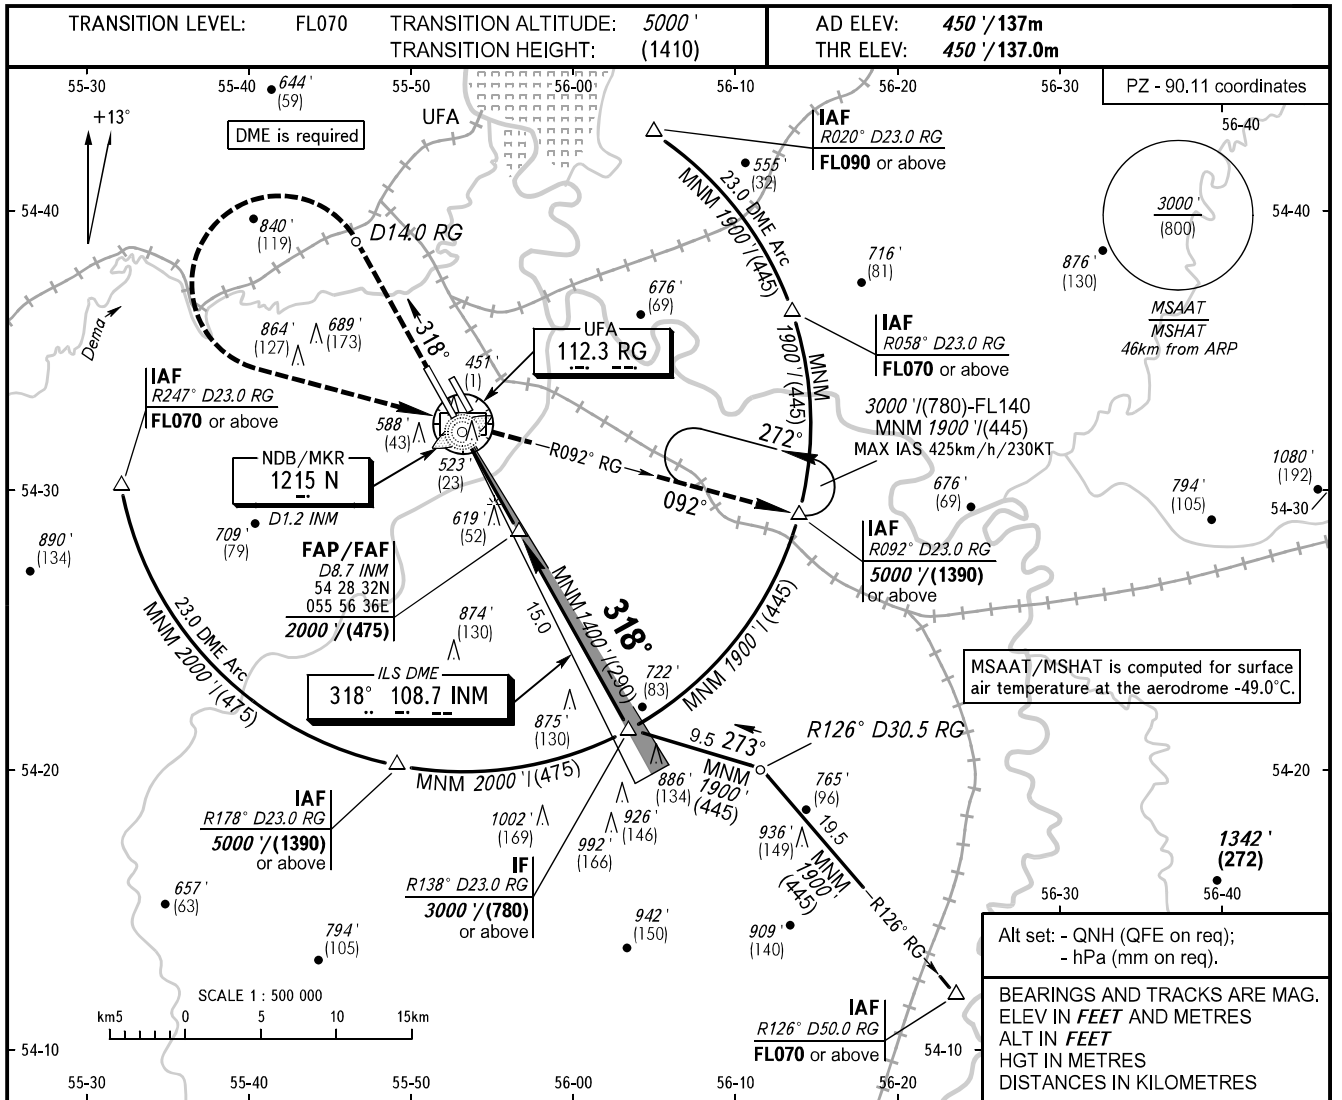 TRANSITION LEVEL: FL070
TRANSITION ALTITUDE: 5000 '
TRANSITION HEIGHT: (1410)
AD ELEV: 450 '/137m
THR ELEV: 450 '/137.0m
55-30
55-40
55-50
56-00
56-10
56-20
56-30
PZ - 90.11 coordinates
56-40
+13°
644 '
(59)
DME is required
UFA
IAF
R020° D23.0 RG
FL090 or above
555 '
(32)
23.0 DME Arc
MNM 1900'/(445)
3000 '
(800)
MSAAT
MSHAT
46km from ARP
54-40
54-40
840 '
(119)
D14.0 RG
716 '
(81)
876 '
(130)
676 '
(69)
Dema
864 '
(127)
689 '
(173)
318°
451 '
(1)
UFA
112.3 RG
IAF
R058° D23.0 RG
FL070 or above
MNM
1900 '/(445)
IAF
R247° D23.0 RG
FL070 or above
588 '
(43)
3000 '/(780)-FL140
MNM 1900 '/(445)
MAX IAS 425km/h/230KT
272°
R092° RG
092°
NDB/MKR
1215 N
D1.2 INM
523 '
(23)
619 '
(52)
54-30
1080 '
(192)
54-30
676 '
(69)
794 '
(105)
709 '
(79)
890 '
(134)
FAP/FAF
D8.7 INM
54 28 32N
055 56 36E
2000 '/(475)
IAF
R092° D23.0 RG
5000 '/(1390)
or above
23.0 DME Arc
MNM 2000 '/(475)
874 '
(130)
15.0
MNM 1400 '/(290)
318°
MNM 1900 '/(445)
ILS DME
318° 108.7 INM
722 '
(83)
875 '
(130)
MSAAT/MSHAT is computed for surface
air temperature at the aerodrome -49.0°C.
R126° D30.5 RG
9.5 273°
MNM
1900 '
(445)
54-20
54-20
MNM 2000 '/(475)
886 '
(134)
765 '
(96)
IAF
R178° D23.0 RG
5000 '/(1390)
or above
1002 '
(169)
926 '
(146)
992 '
(166)
936 '
(149)
19.5
MNM
1900 '
(445)
1342 '
(272)
IF
R138° D23.0 RG
3000 '/(780)
or above
657 '
(63)
794 '
(105)
942 '
(150)
909 '
(140)
R126° RG
56-30
56-40
Alt set: - QNH (QFE on req);
- hPa (mm on req).
SCALE 1 : 500 000
km5 0 5 10 15km
IAF
R126° D50.0 RG
FL070 or above
BEARINGS AND TRACKS ARE MAG.
ELEV IN FEET AND METRES
ALT IN FEET
HGT IN METRES
DISTANCES IN KILOMETRES
54-10
54-10
55-30
55-40
55-50
56-00
56-10
56-20